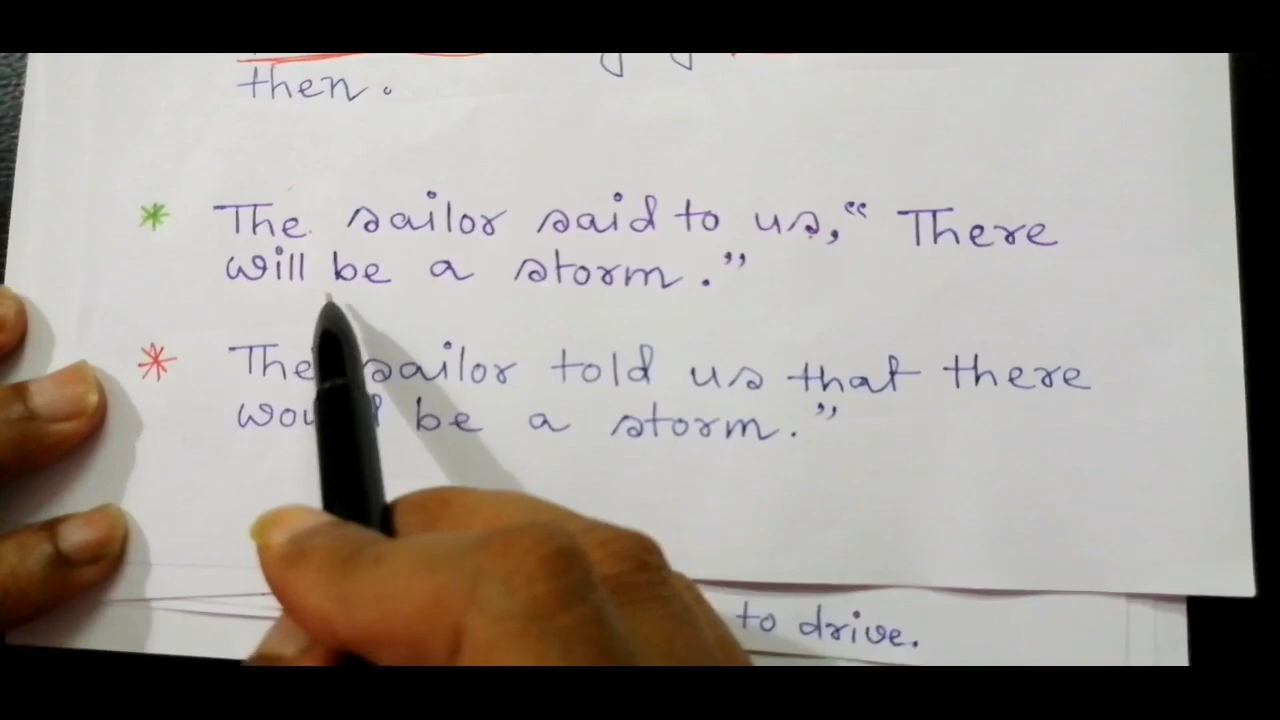 then.
* The sailor said to us, “ There
will be a storm.”
* The sailor told us that there
would be a storm.”
to drive.